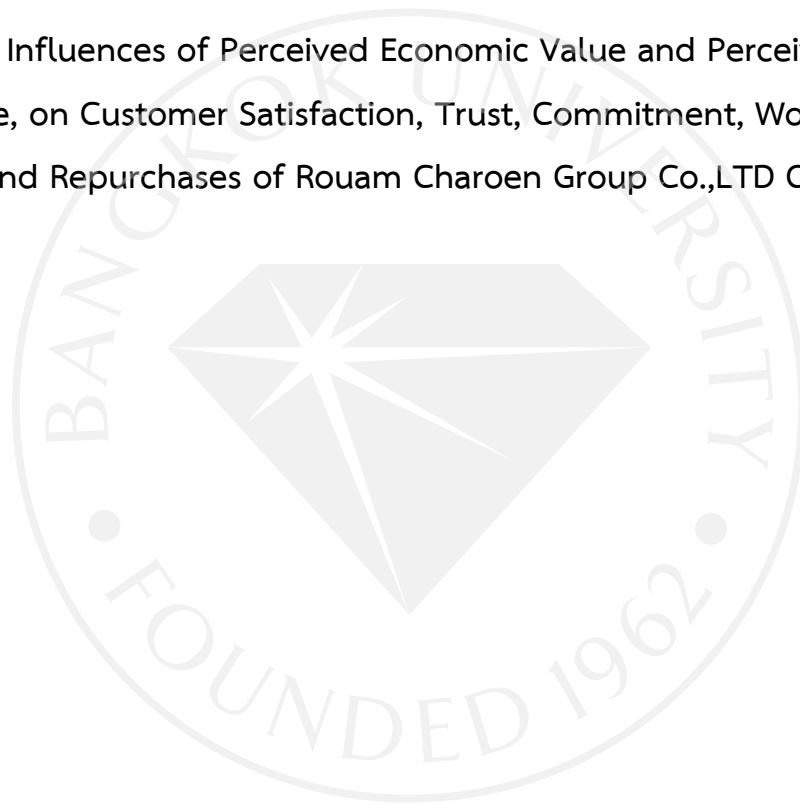 Influences of Perceived Economic Value and
on Customer Satisfaction, Trust, Commitment,
Repurchases of Rouam Charoen Group Co.,LTD
BANGKOK UNIVERSITY
FOUNDED 1962